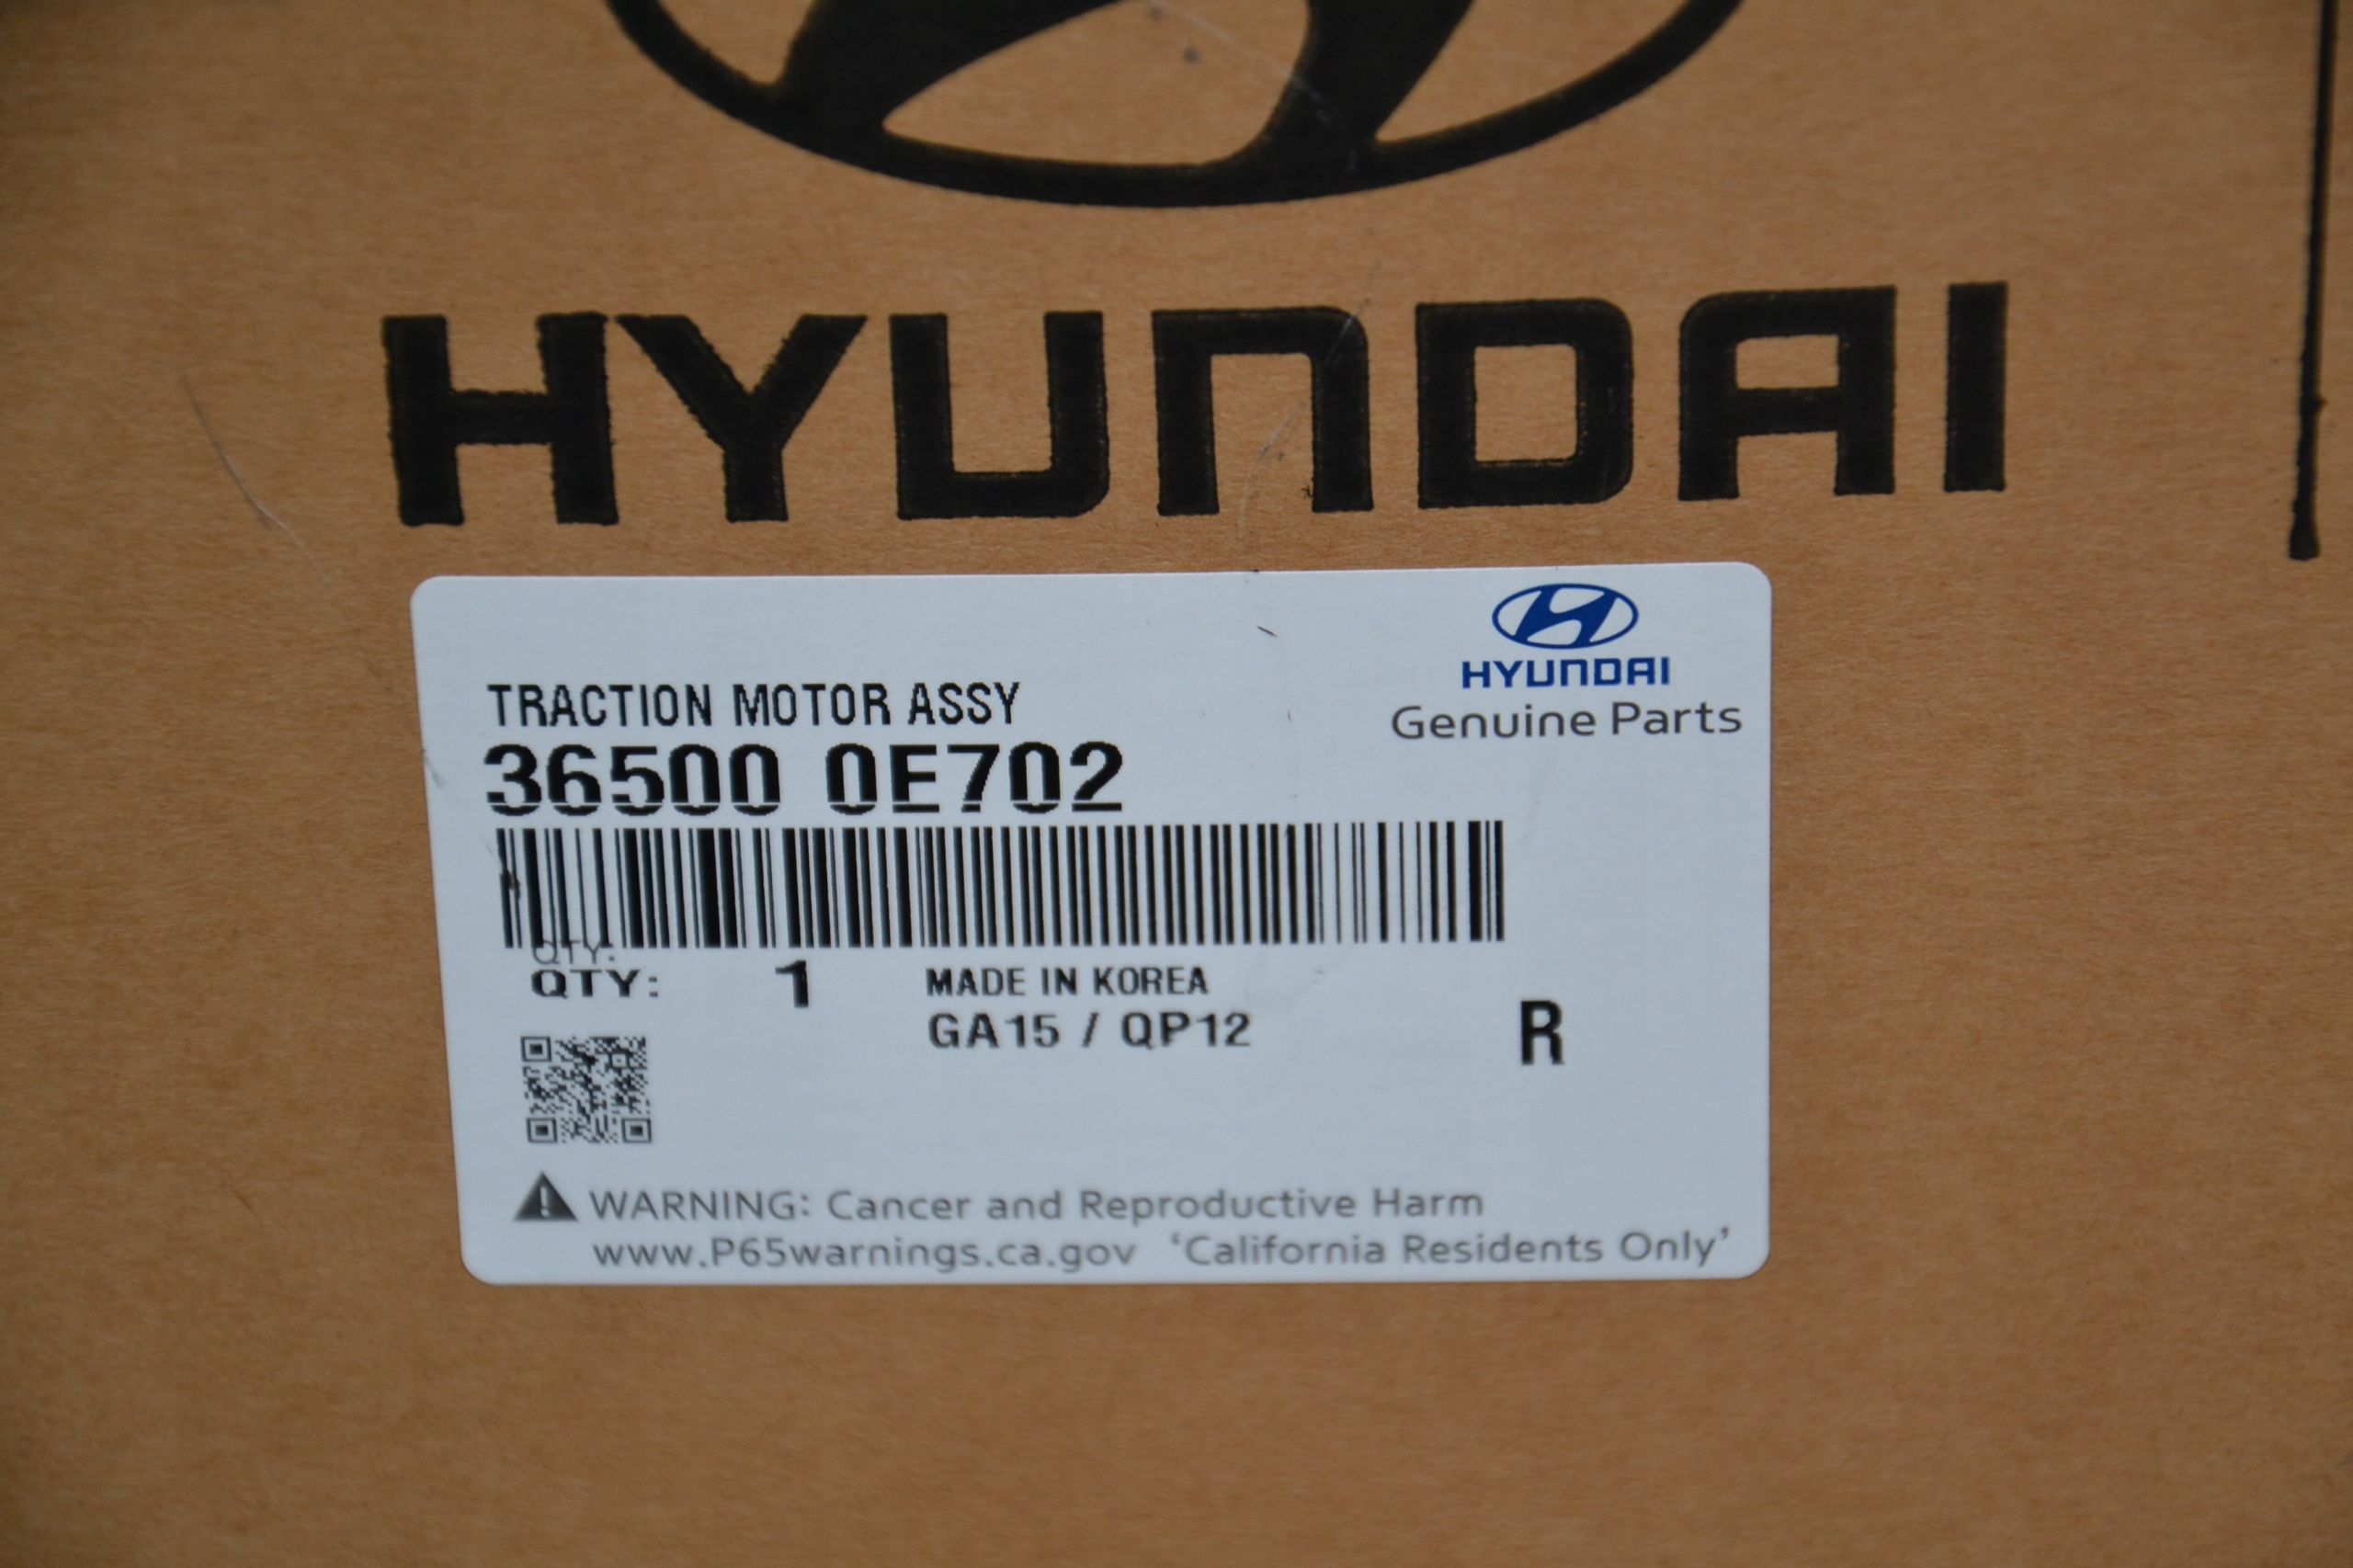 HYUNDAI
HYUNDAI
Genuine Parts
TRACTION MOTOR ASSY
36500 0E702
QTY:
QTY: 1 MADE IN KOREA
GA15 / QP12
R
WARNING: Cancer and Reproductive Harm
www.P65warnings.ca.gov ‘California Residents Only’